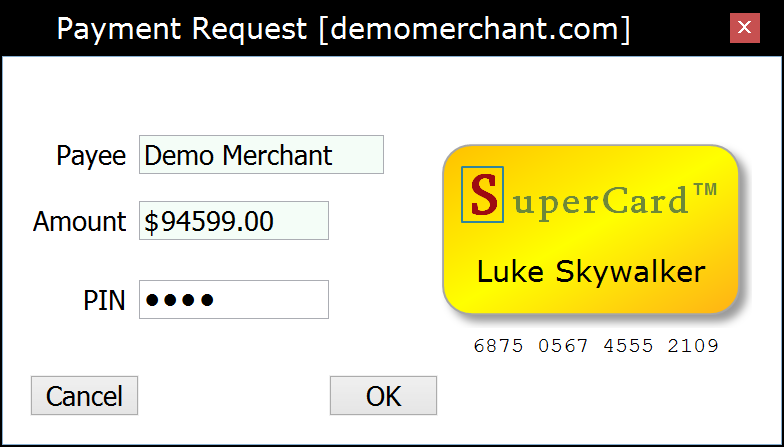 Payment Request [demomerchant.com] X
Payee Demo Merchant
Amount $94599.00
PIN ●●●●
SuperCard™
Luke Skywalker
6875 0567 4555 2109
Cancel OK